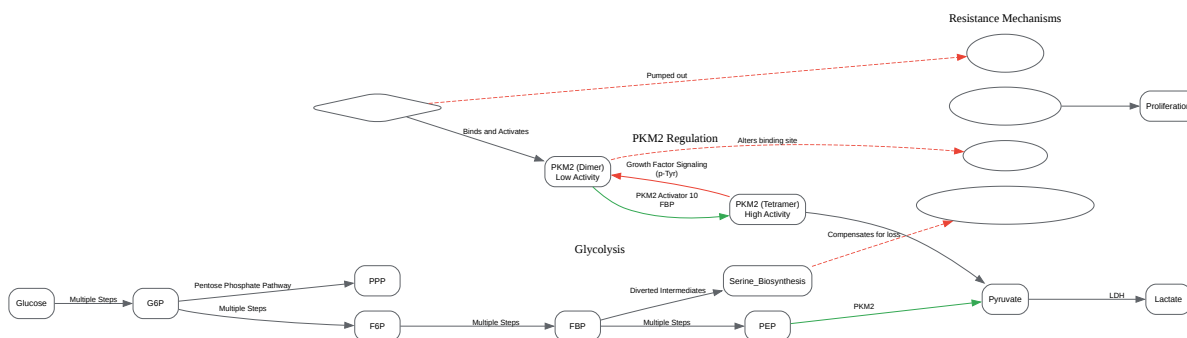 Resistance Mechanisms
Pumped out
Proliferation
Binds and Activates
PKM2 Regulation
Alters binding site
PKM2 (Dimer)
Low Activity
Growth Factor Signaling
(p-Tyr)
PKM2 Activator 10
FBP
PKM2 (Tetramer)
High Activity
Compensates for loss
Glycolysis
Pentose Phosphate Pathway
PPP
Diverted Intermediates
Serine_Biosynthesis
Glucose
Multiple Steps
G6P
Multiple Steps
F6P
Multiple Steps
FBP
Multiple Steps
PEP
PKM2
Pyruvate
LDH
Lactate